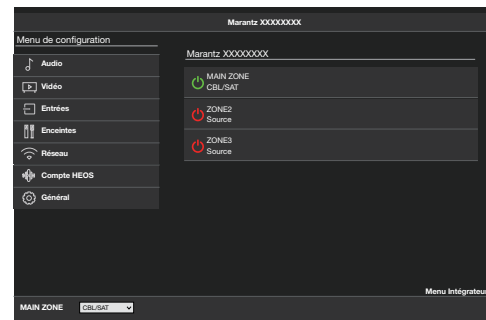 Marantz XXXXXXXX
Menu de configuration
Audio
Vidéo
Entrées
Enceintes
Réseau
Compte HEOS
Général
Marantz XXXXXXXX
MAIN ZONE
CBL/SAT
ZONE2
Source
ZONE3
Source
Menu Intégrateur
MAIN ZONE CBL/SAT